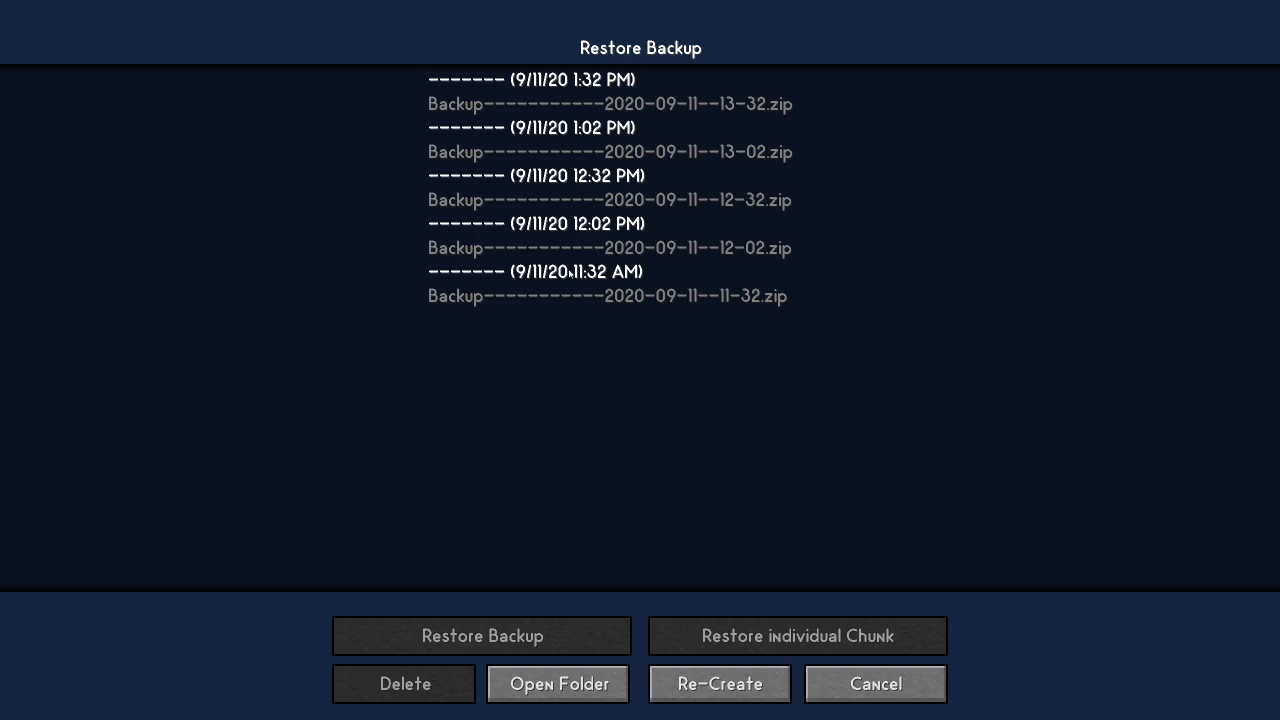 Restore Backup
------- (9/11/20 1:32 PM)
Backup-----------2020-09-11--13-32.zip
------- (9/11/20 1:02 PM)
Backup-----------2020-09-11--13-02.zip
------- (9/11/20 12:32 PM)
Backup-----------2020-09-11--12-32.zip
------- (9/11/20 12:02 PM)
Backup-----------2020-09-11--12-02.zip
------- (9/11/20 11:32 AM)
Backup-----------2020-09-11--11-32.zip
Restore Backup
Restore individual Chunk
Delete
Open Folder
Re-Create
Cancel